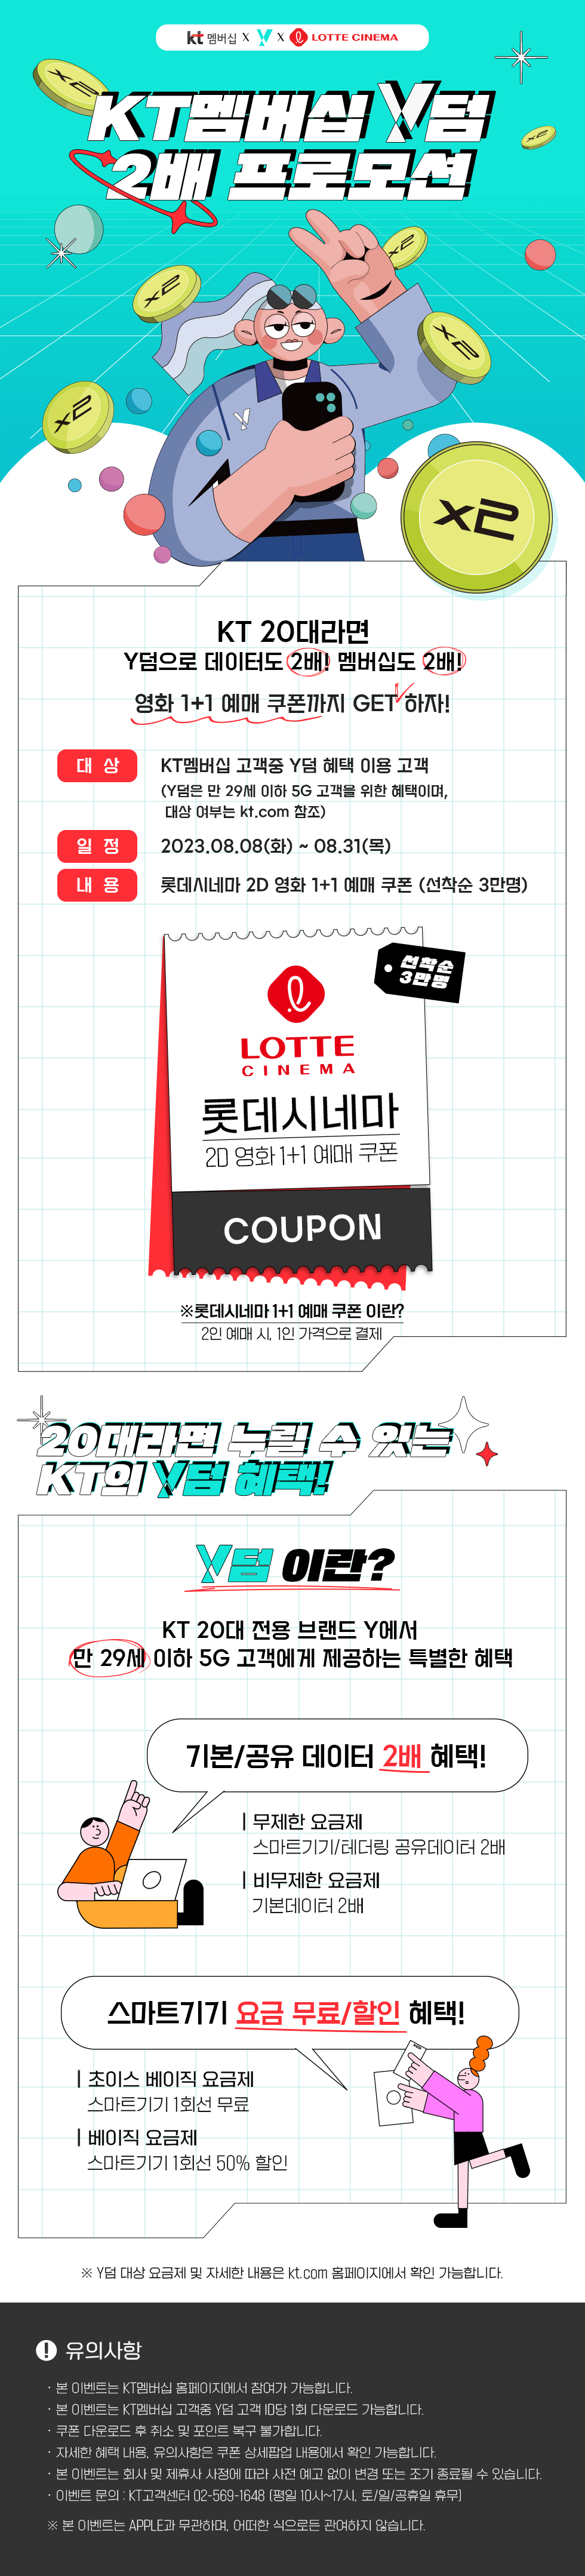 kt 멤버십 X Y X LOTTE CINEMA
x2
KT멤버십 Y덤
x2
2배 프로모션
x2
x2
x2
x2
Y
x2
KT 20대라면
Y덤으로 데이터도 2배! 멤버십도 2배!
영화 1+1 예매 쿠폰까지 GET 하자!
대 상 KT멤버십 고객중 Y덤 혜택 이용 고객
(Y덤은 만 29세 이하 5G 고객을 위한 혜택이며,
대상 여부는 kt.com 참조)
일 정 2023.08.08(화) ~ 08.31(목)
내 용 롯데시네마 2D 영화 1+1 예매 쿠폰 (선착순 3만명)
선착순
3만명
LOTTE
CINEMA
롯데시네마
2D 영화 1+1 예매 쿠폰
COUPON
※롯데시네마 1+1 예매 쿠폰 이란?
2인 예매 시, 1인 가격으로 결제
20대라면 누릴 수 있는
KT의 Y덤 혜택!
Y덤 이란?
KT 20대 전용 브랜드 Y에서
만 29세 이하 5G 고객에게 제공하는 특별한 혜택
기본/공유 데이터 2배 혜택!
| 무제한 요금제
스마트기기/테더링 공유데이터 2배
| 비무제한 요금제
기본데이터 2배
스마트기기 요금 무료/할인 혜택!
| 초이스 베이직 요금제
스마트기기 1회선 무료
| 베이직 요금제
스마트기기 1회선 50% 할인
※ Y덤 대상 요금제 및 자세한 내용은 kt.com 홈페이지에서 확인 가능합니다.
! 유의사항
· 본 이벤트는 KT멤버십 홈페이지에서 참여가 가능합니다.
· 본 이벤트는 KT멤버십 고객중 Y덤 고객 ID당 1회 다운로드 가능합니다.
· 쿠폰 다운로드 후 취소 및 포인트 복구 불가합니다.
· 자세한 혜택 내용, 유의사항은 쿠폰 상세팝업 내용에서 확인 가능합니다.
· 본 이벤트는 회사 및 제휴사 사정에 따라 사전 예고 없이 변경 또는 조기 종료될 수 있습니다.
· 이벤트 문의 : KT고객센터 02-569-1648 (평일 10시~17시, 토/일/공휴일 휴무)
※ 본 이벤트는 APPLE과 무관하며, 어떠한 식으로든 관여하지 않습니다.